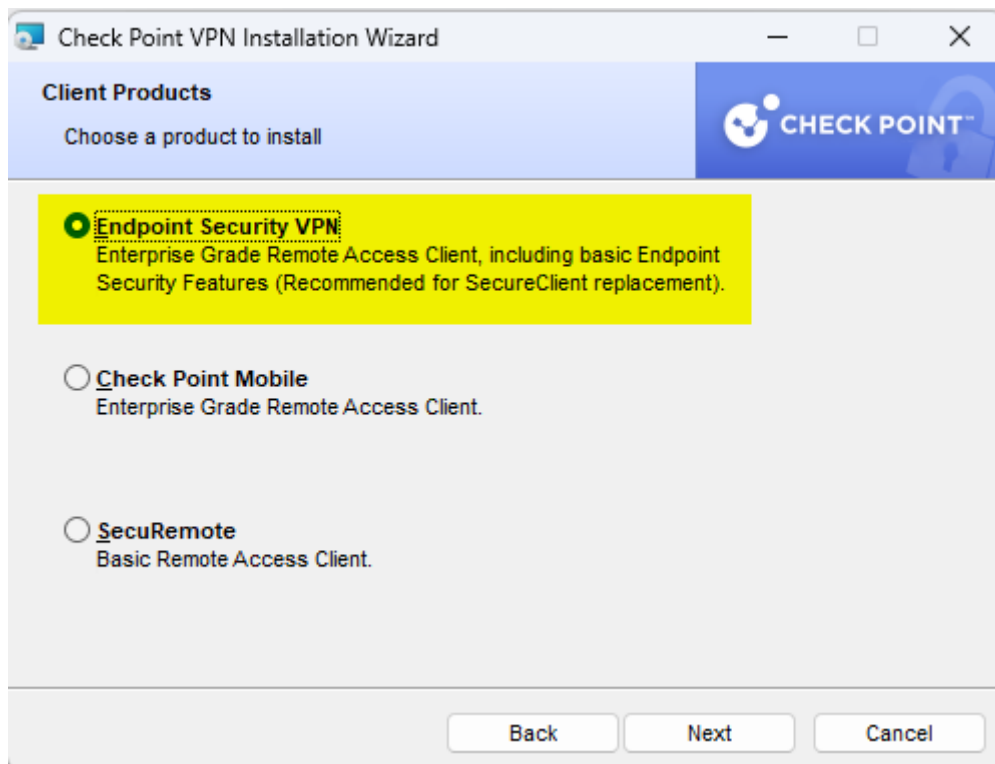 Check Point VPN Installation Wizard
Client Products
Choose a product to install
CHECK POINT™
Endpoint Security VPN
Enterprise Grade Remote Access Client, including basic Endpoint
Security Features (Recommended for SecureClient replacement).
Check Point Mobile
Enterprise Grade Remote Access Client.
SecuRemote
Basic Remote Access Client.
Back
Next
Cancel